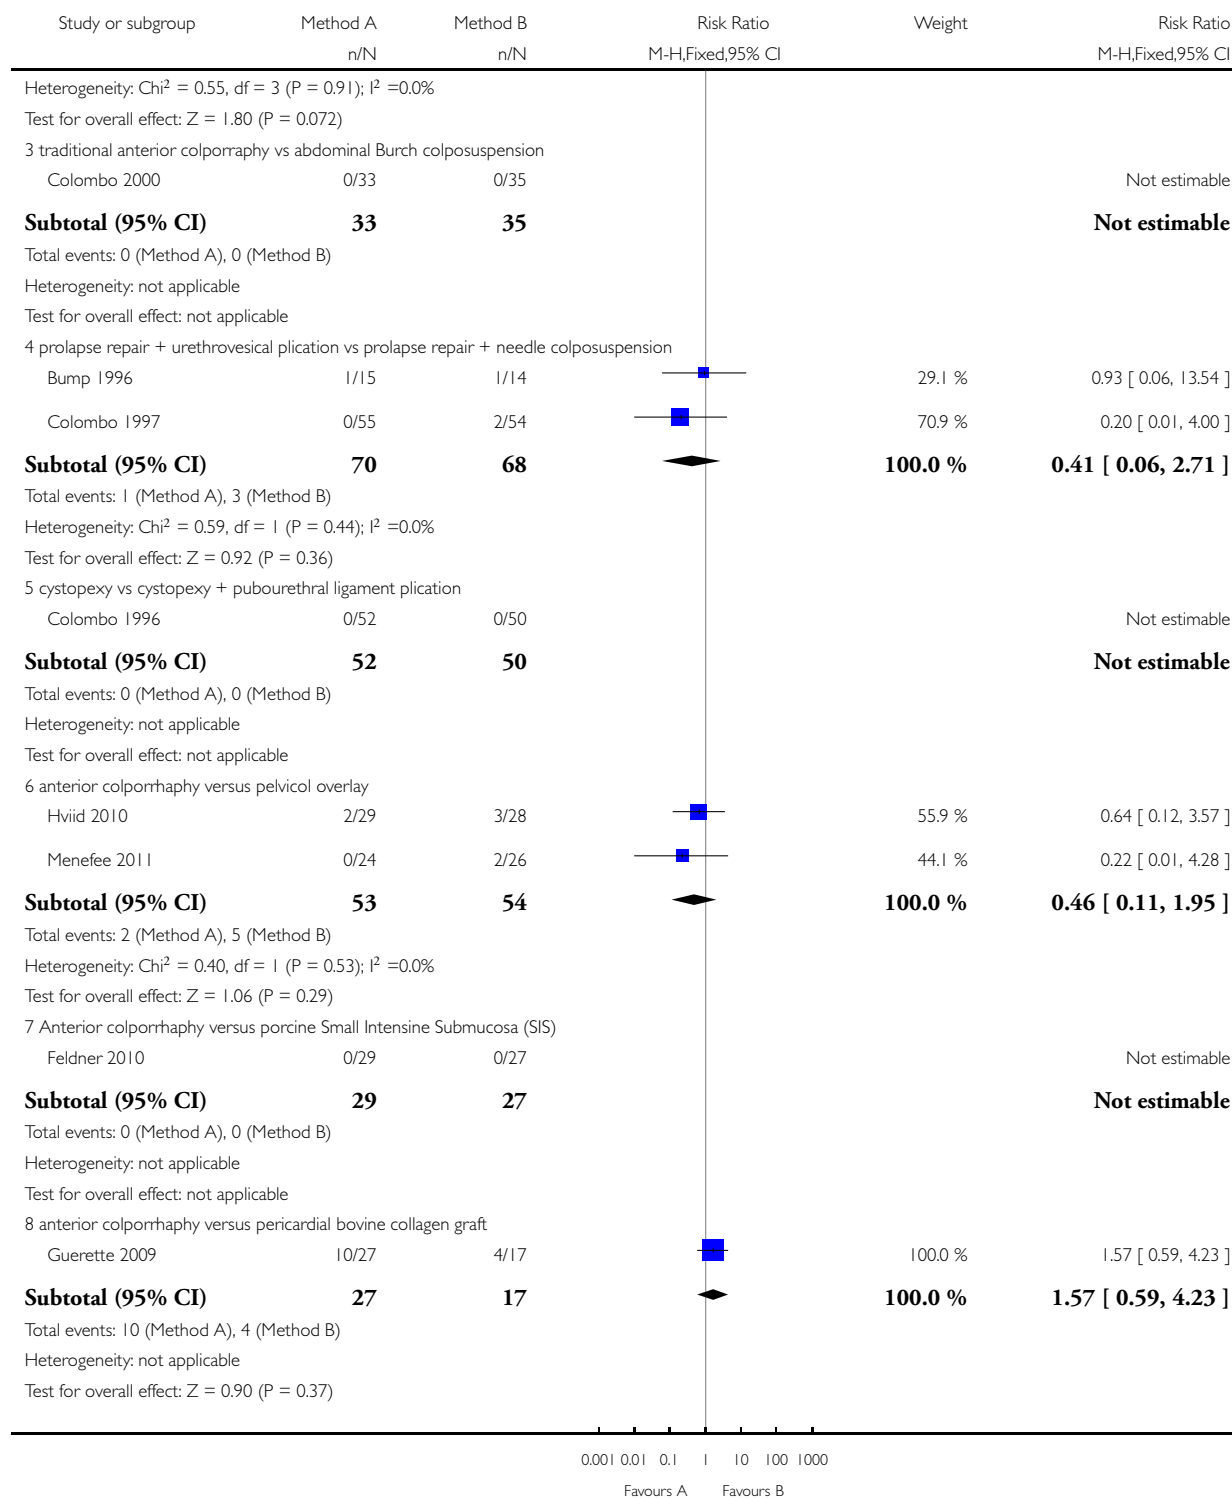 Study or subgroup Method A Method B Risk Ratio Weight Risk Ratio
n/N n/N M-H,Fixed,95% CI M-H,Fixed,95% CI
Heterogeneity: Chi² = 0.55, df = 3 (P = 0.91); I² =0.0%
Test for overall effect: Z = 1.80 (P = 0.072)
3 traditional anterior colporraphy vs abdominal Burch colposuspension
Colombo 2000 0/33 0/35 Not estimable
Subtotal (95% CI) 33 35 Not estimable
Total events: 0 (Method A), 0 (Method B)
Heterogeneity: not applicable
Test for overall effect: not applicable
4 prolapse repair + urethrovesical plication vs prolapse repair + needle colposuspension
Bump 1996 1/15 1/14 29.1 % 0.93 [ 0.06, 13.54 ]
Colombo 1997 0/55 2/54 70.9 % 0.20 [ 0.01, 4.00 ]
Subtotal (95% CI) 70 68 100.0 % 0.41 [ 0.06, 2.71 ]
Total events: 1 (Method A), 3 (Method B)
Heterogeneity: Chi² = 0.59, df = 1 (P = 0.44); I² =0.0%
Test for overall effect: Z = 0.92 (P = 0.36)
5 cystopexy vs cystopexy + pubourethral ligament plication
Colombo 1996 0/52 0/50 Not estimable
Subtotal (95% CI) 52 50 Not estimable
Total events: 0 (Method A), 0 (Method B)
Heterogeneity: not applicable
Test for overall effect: not applicable
6 anterior colporrhaphy versus pelvicol overlay
Hviid 2010 2/29 3/28 55.9 % 0.64 [ 0.12, 3.57 ]
Menefee 2011 0/24 2/26 44.1 % 0.22 [ 0.01, 4.28 ]
Subtotal (95% CI) 53 54 100.0 % 0.46 [ 0.11, 1.95 ]
Total events: 2 (Method A), 5 (Method B)
Heterogeneity: Chi² = 0.40, df = 1 (P = 0.53); I² =0.0%
Test for overall effect: Z = 1.06 (P = 0.29)
7 Anterior colporrhaphy versus porcine Small Intensine Submucosa (SIS)
Feldner 2010 0/29 0/27 Not estimable
Subtotal (95% CI) 29 27 Not estimable
Total events: 0 (Method A), 0 (Method B)
Heterogeneity: not applicable
Test for overall effect: not applicable
8 anterior colporrhaphy versus pericardial bovine collagen graft
Guerette 2009 10/27 4/17 100.0 % 1.57 [ 0.59, 4.23 ]
Subtotal (95% CI) 27 17 100.0 % 1.57 [ 0.59, 4.23 ]
Total events: 10 (Method A), 4 (Method B)
Heterogeneity: not applicable
Test for overall effect: Z = 0.90 (P = 0.37)
0.001 0.01 0.1 1 10 100 1000
Favours A Favours B